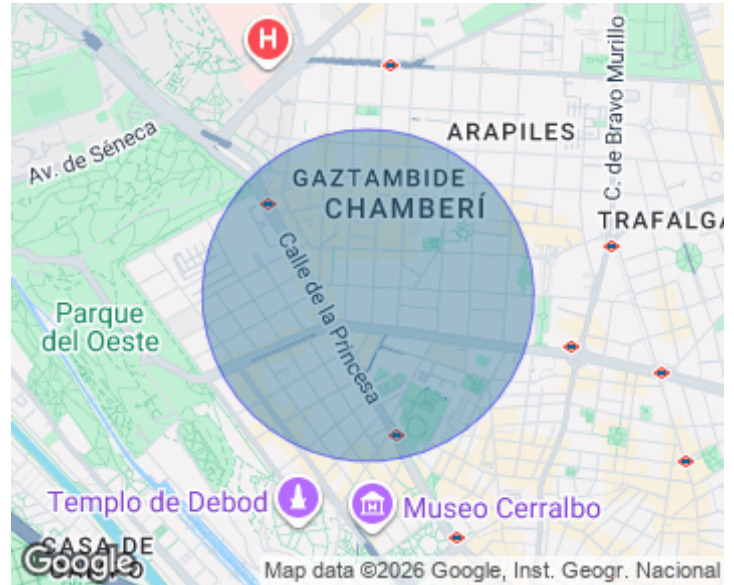 H
C. de Bravo Murillo
ARAPILES
Av. de Séneca
GAZTAMBIDE
CHAMBERÍ
TRAFALGA
Calle de la Princesa
Parque
del Oeste
Templo de Debod
Museo Cerralbo
CASA DE
Google
Map data ©2026 Google, Inst. Geogr. Nacional